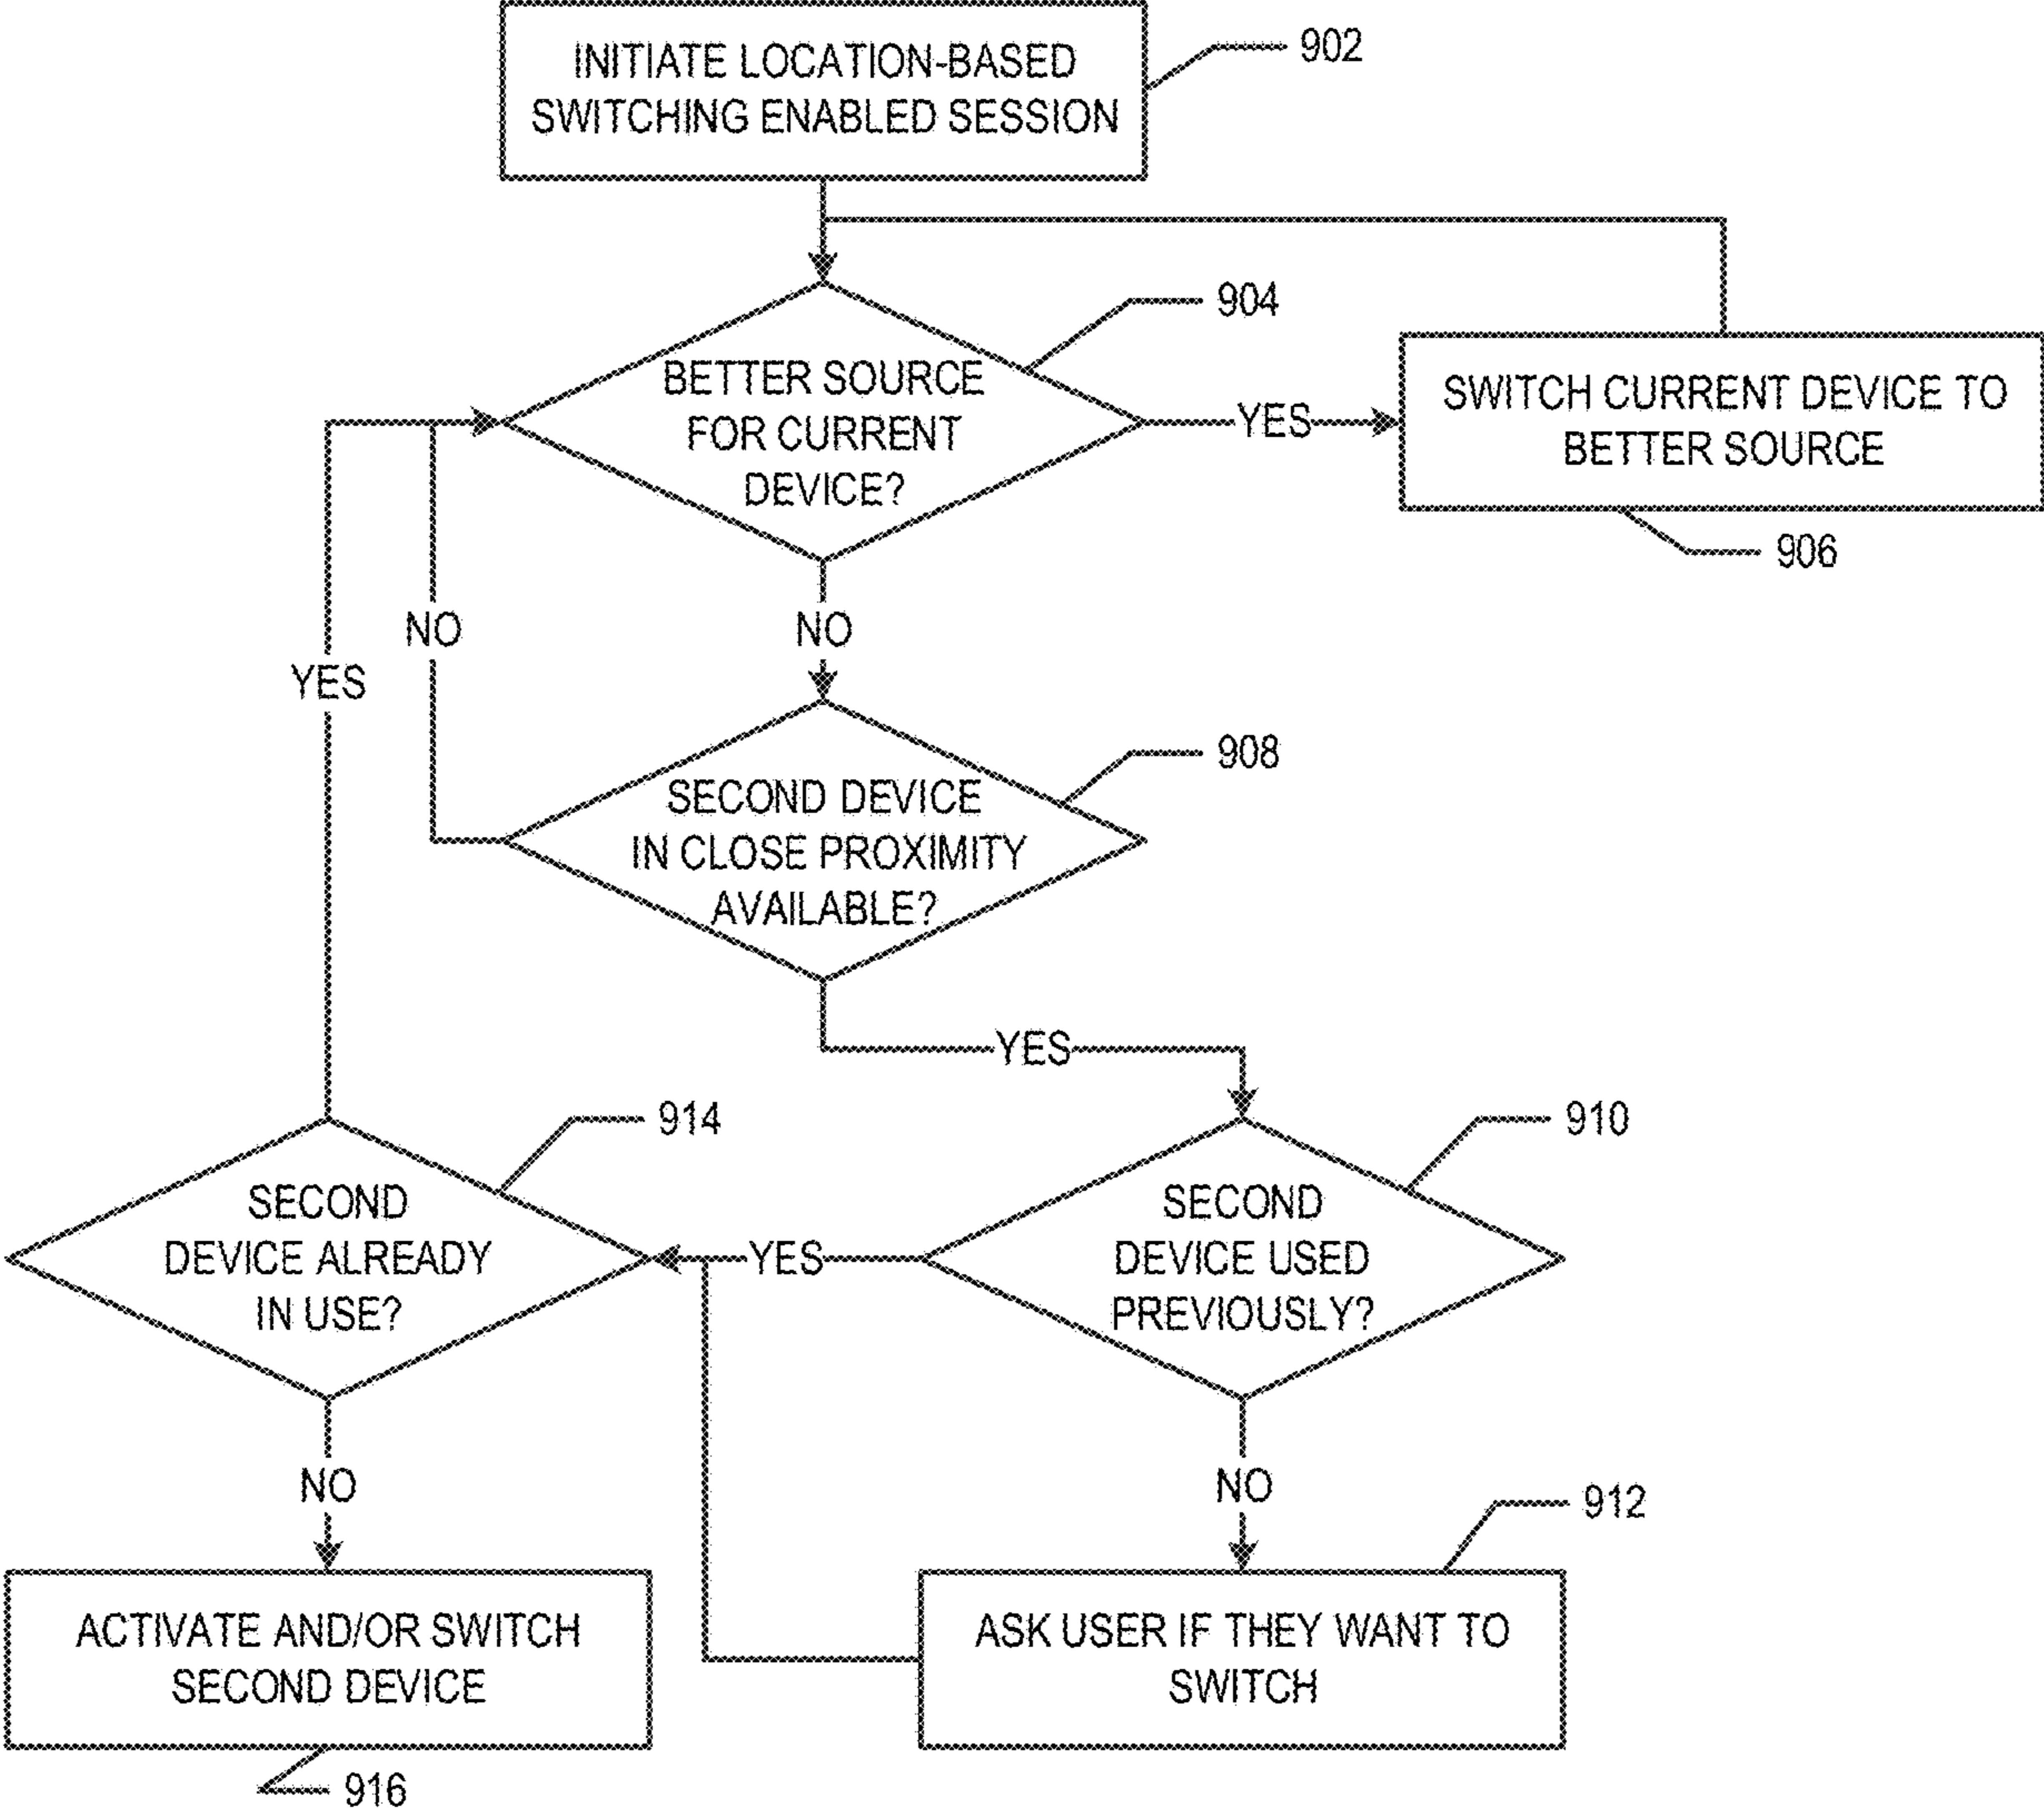 INITIATE LOCATION-BASED
SWITCHING ENABLED SESSION
902
904
BETTER SOURCE
FOR CURRENT
DEVICE?
YES
SWITCH CURRENT DEVICE TO
BETTER SOURCE
906
NO
NO
YES
908
SECOND DEVICE
IN CLOSE PROXIMITY
AVAILABLE?
YES
914
910
SECOND
DEVICE ALREADY
IN USE?
YES
SECOND
DEVICE USED
PREVIOUSLY?
NO
NO
912
ACTIVATE AND/OR SWITCH
SECOND DEVICE
ASK USER IF THEY WANT TO
SWITCH
916